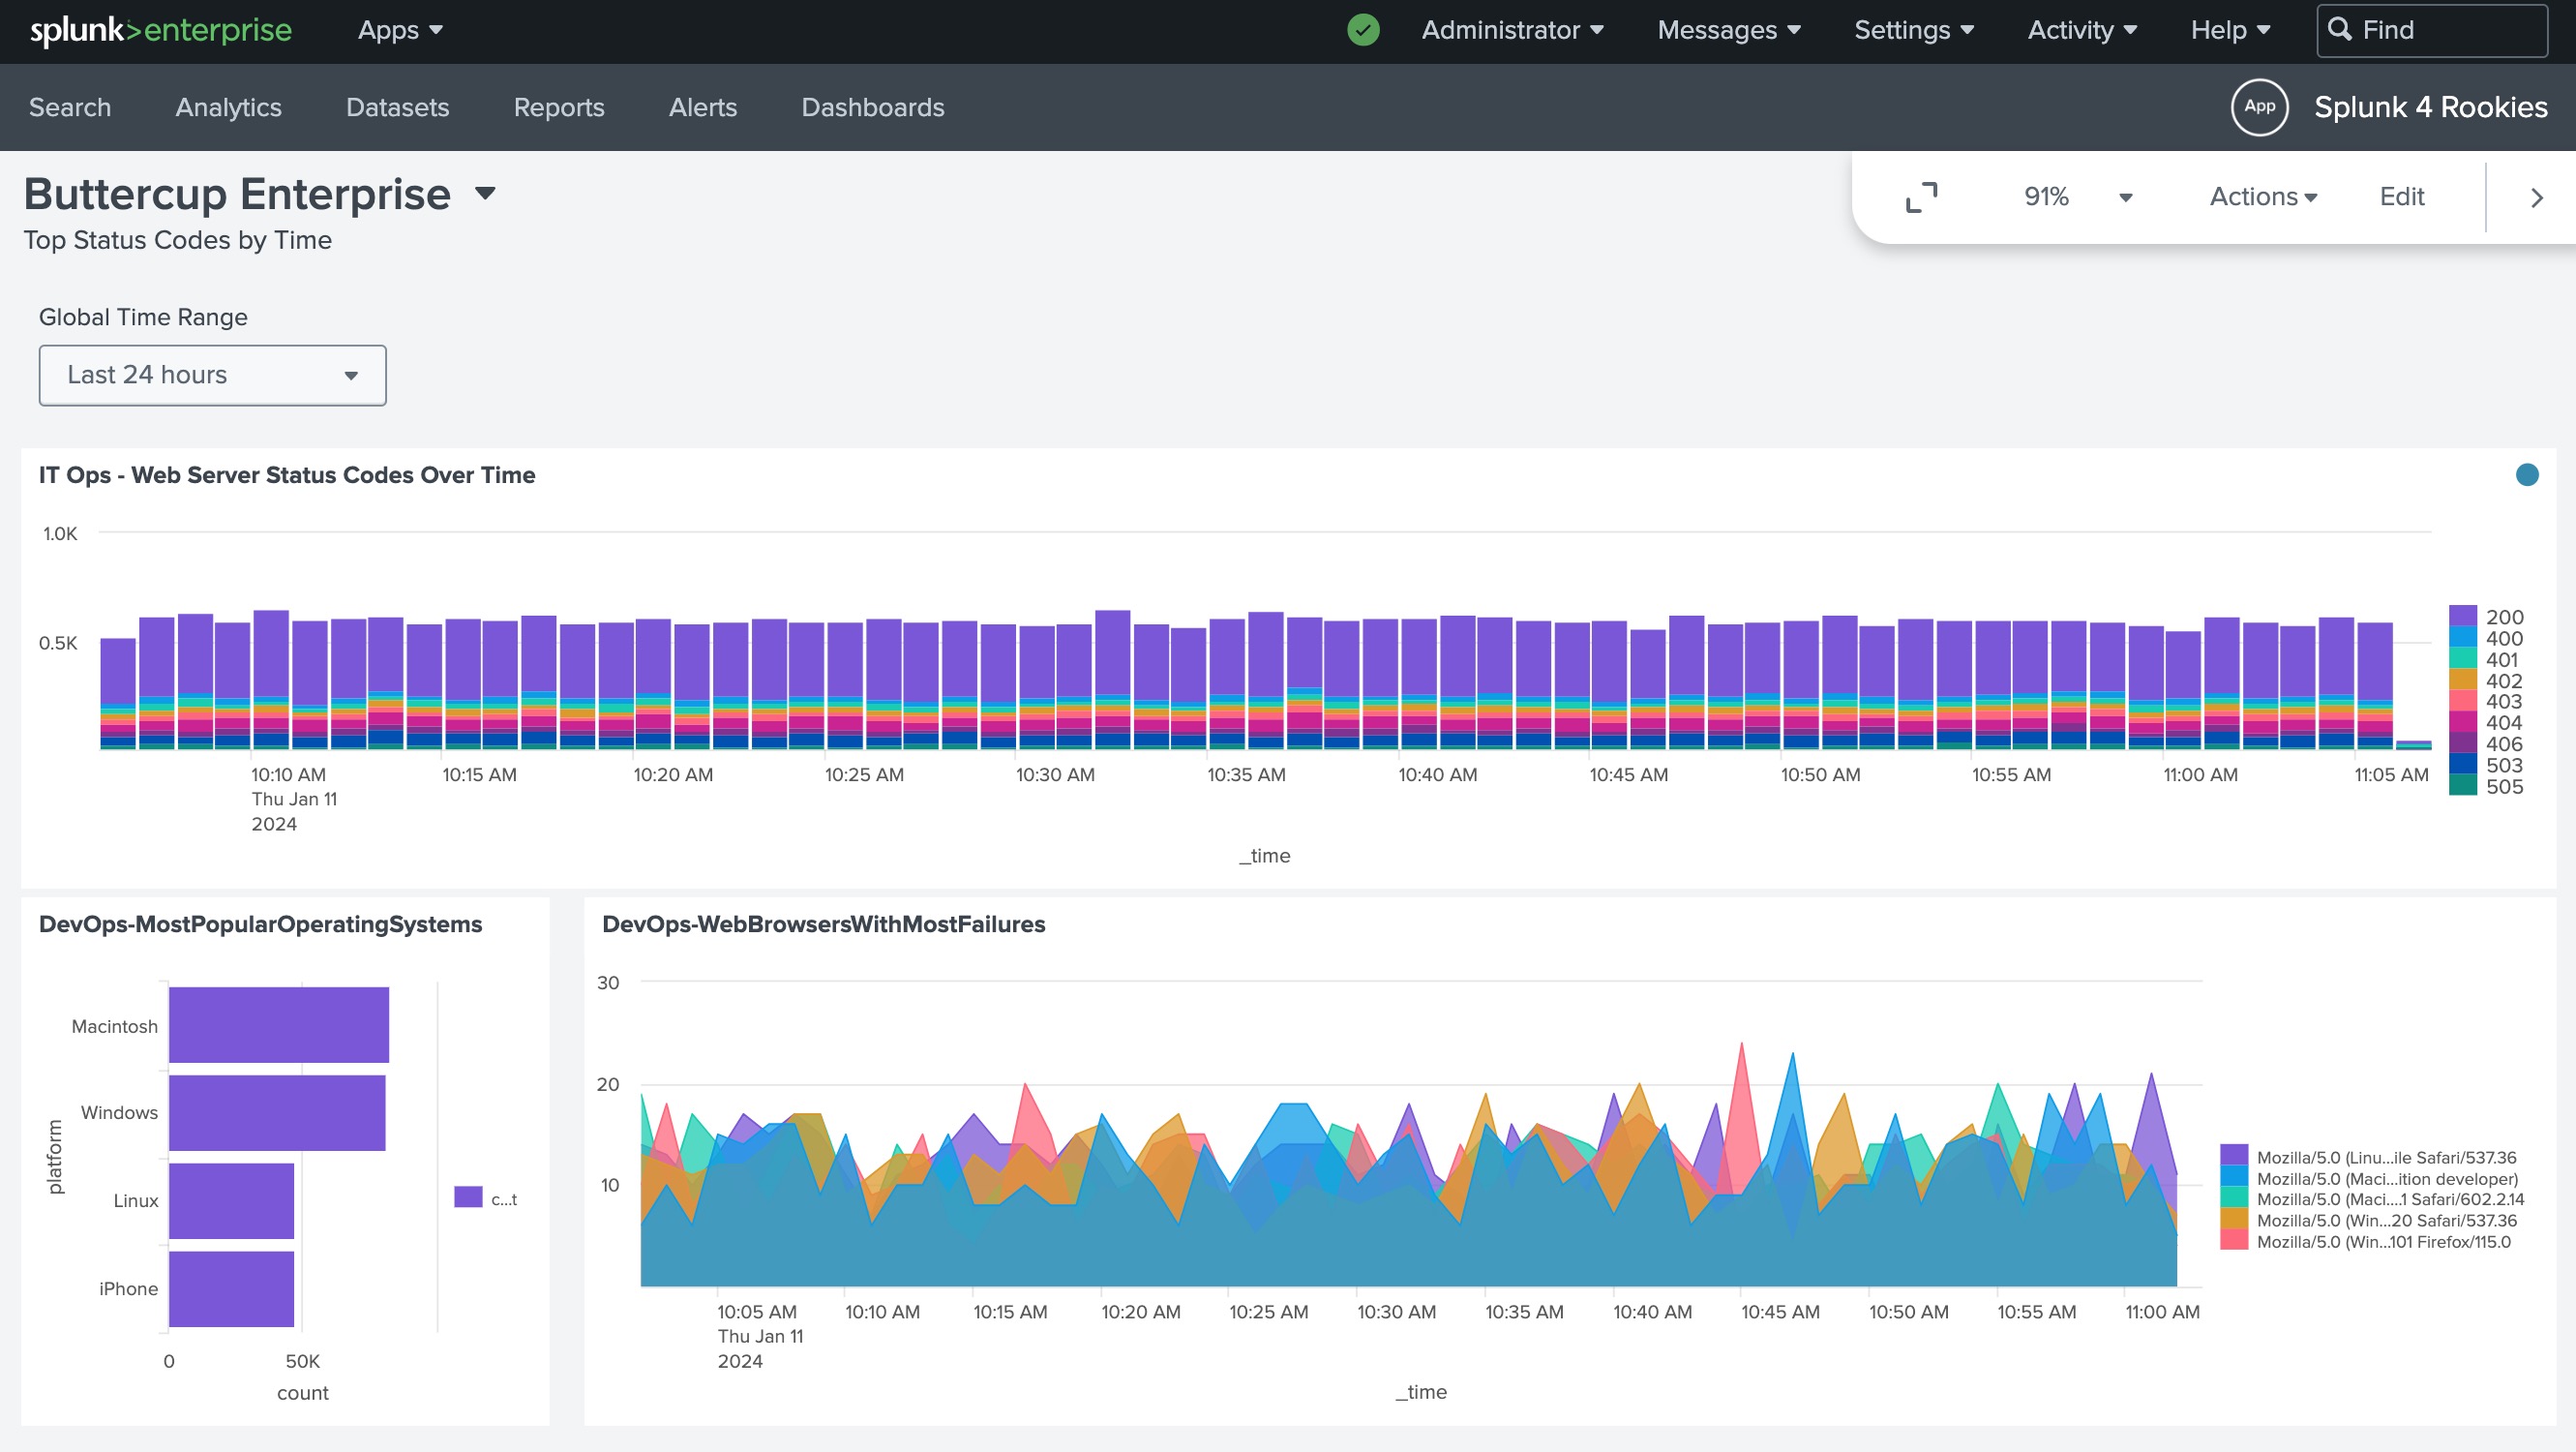 splunk>enterprise Apps Administrator Messages Settings Activity Help Find
Search Analytics Datasets Reports Alerts Dashboards App Splunk 4 Rookies
Buttercup Enterprise 91% Actions Edit
Top Status Codes by Time
Global Time Range
Last 24 hours
IT Ops - Web Server Status Codes Over Time
1.0K
0.5K
200
400
401
402
403
404
406
503
505
10:10 AM 10:15 AM 10:20 AM 10:25 AM 10:30 AM 10:35 AM 10:40 AM 10:45 AM 10:50 AM 10:55 AM 11:00 AM 11:05 AM
Thu Jan 11
2024
_time
DevOps-MostPopularOperatingSystems
platform
Macintosh
Windows
Linux
iPhone
c...t
0 50K
count
DevOps-WebBrowsersWithMostFailures
30
20
10
Mozilla/5.0 (Linu...ile Safari/537.36
Mozilla/5.0 (Maci...ition developer)
Mozilla/5.0 (Maci....1 Safari/602.2.14
Mozilla/5.0 (Win...20 Safari/537.36
Mozilla/5.0 (Win...101 Firefox/115.0
10:05 AM 10:10 AM 10:15 AM 10:20 AM 10:25 AM 10:30 AM 10:35 AM 10:40 AM 10:45 AM 10:50 AM 10:55 AM 11:00 AM
Thu Jan 11
2024
_time